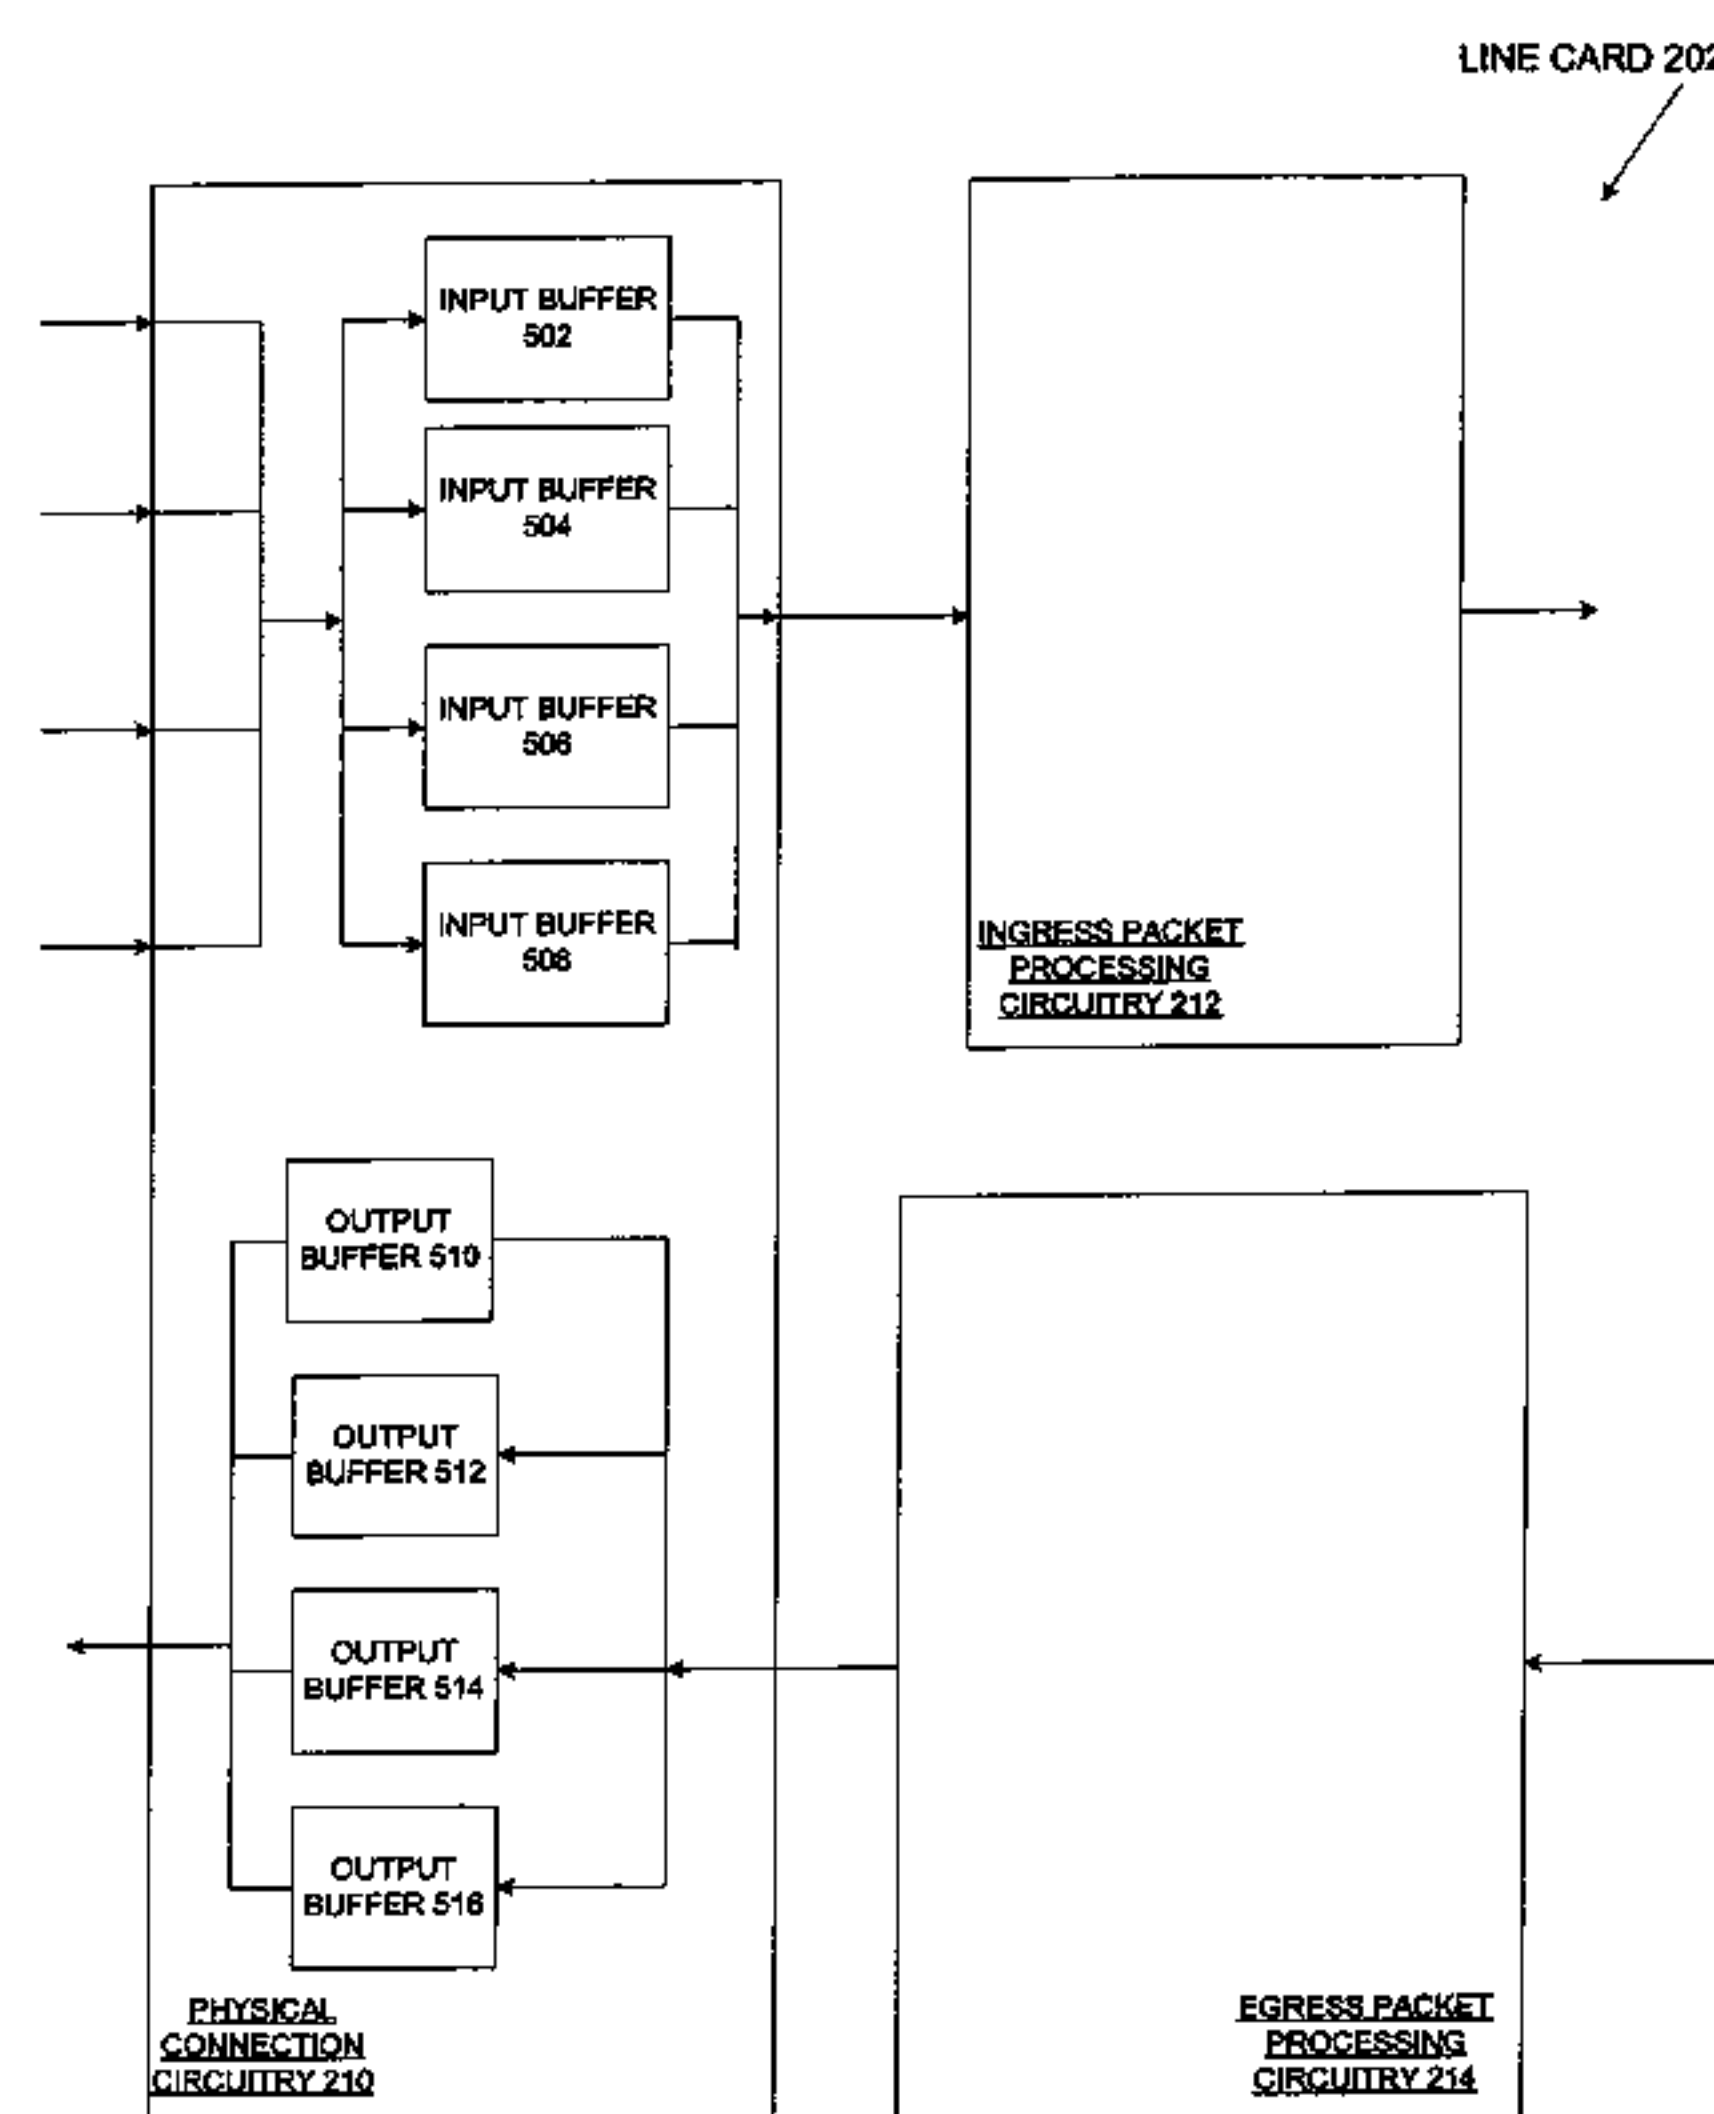 LINE CARD 202
INPUT BUFFER
502
INPUT BUFFER
504
INPUT BUFFER
506
INPUT BUFFER
508
INGRESS PACKET
PROCESSING
CIRCUITRY 212
OUTPUT
BUFFER 510
OUTPUT
BUFFER 512
OUTPUT
BUFFER 514
OUTPUT
BUFFER 516
PHYSICAL
CONNECTION
CIRCUITRY 210
EGRESS PACKET
PROCESSING
CIRCUITRY 214